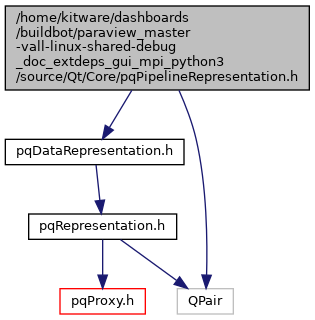 /home/kitware/dashboards
/buildbot/paraview_master
-vall-linux-shared-debug
_doc_extdeps_gui_mpi_python3
/source/Qt/Core/pqPipelineRepresentation.h
pqDataRepresentation.h
pqRepresentation.h
pqProxy.h
QPair